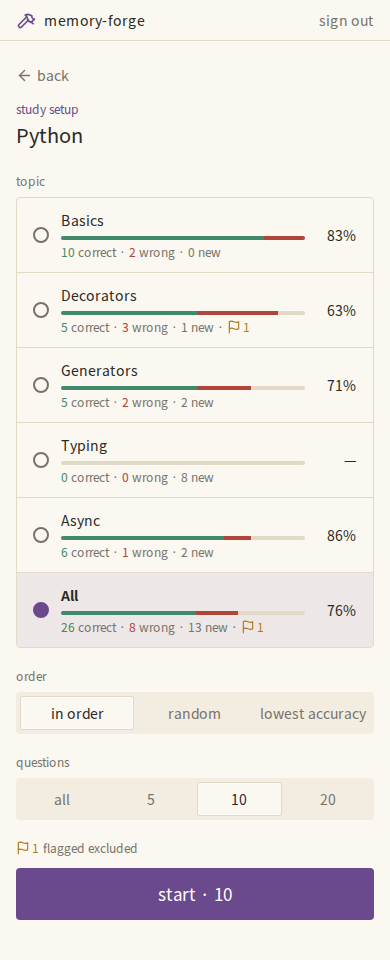 memory-forge
sign out
← back
study setup
Python
topic
Basics
83%
10 correct · 2 wrong · 0 new
Decorators
63%
5 correct · 3 wrong · 1 new · 1
Generators
71%
5 correct · 2 wrong · 2 new
Typing
—
0 correct · 0 wrong · 8 new
Async
86%
6 correct · 1 wrong · 2 new
All
76%
26 correct · 8 wrong · 13 new · 1
order
in order random lowest accuracy
questions
all 5 10 20
1 flagged excluded
start · 10